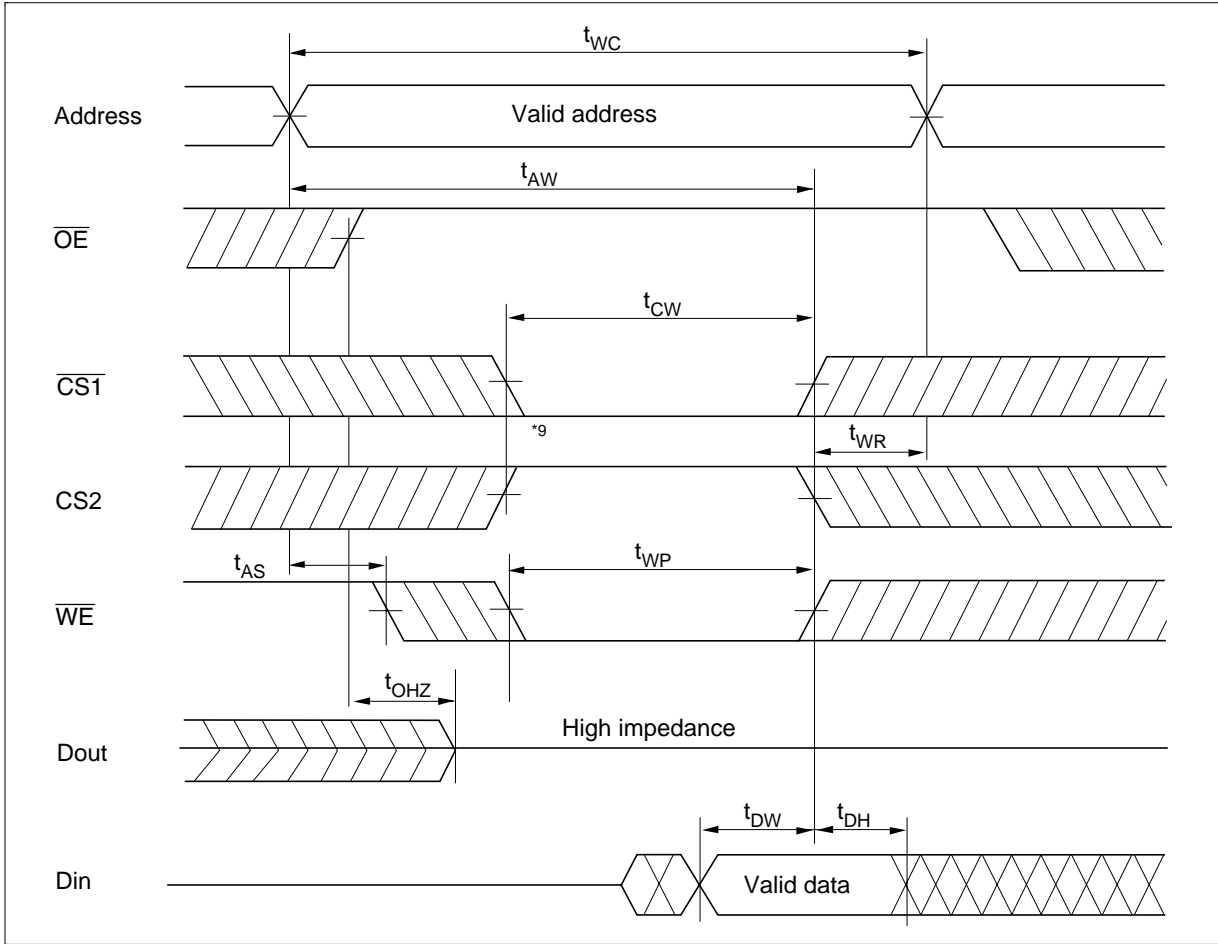 tWC
Address
Valid address
tAW
OE
tCW
CS1
*9
tWR
CS2
tAS
tWP
WE
tOHZ
High impedance
Dout
tDW
tDH
Din
Valid data